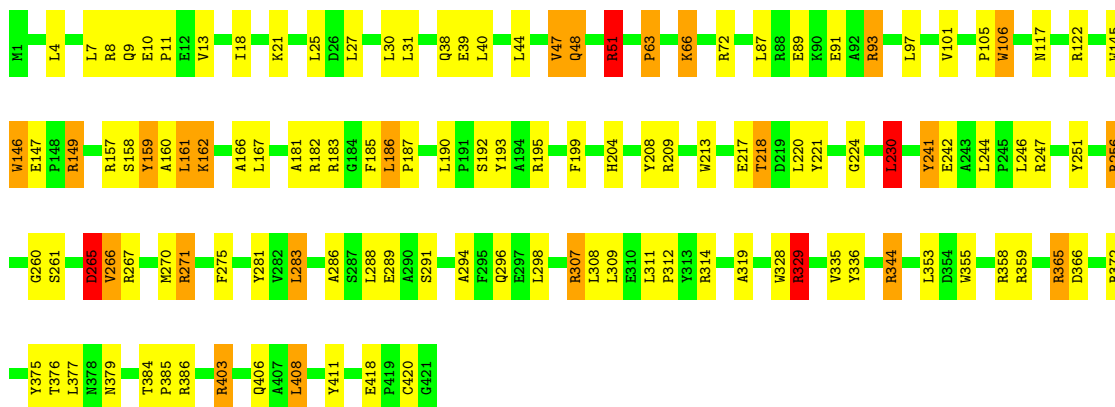 M1 L4 L7 R8 Q9 E10 P11 E12 V13 I18 K21 L25 D26 L27 L30 L31 Q38 E39 L40 L44 V47 Q48 R51 P63 K66 R72 L87 R88 E89 K90 E91 A92 R93 L97 V101 P105 W106 N117 R122 W145
W146 E147 P148 R149 R157 S158 Y159 A160 L161 K162 A166 L167 A181 R182 R183 G184 F185 L186 P187 L190 P191 S192 Y193 A194 R195 F199 H204 Y208 R209 W213 E217 T218 D219 L220 Y221 G224 L230 Y241 E242 A243 L244 P245 L246 R247 Y251
G260 S261 D265 V266 R267 M270 R271 F275 Y281 V282 L283 A286 S287 L288 E289 A290 S291 A294 F295 Q296 E297 L298 R307 L308 L309 E310 L311 P312 Y313 R314 A319 W328 R329 V335 Y336 R344 L353 D354 W355 R358 R359 R365 D366
Y375 T376 L377 N378 N379 T384 P385 R386 R403 Q406 A407 L408 Y411 E418 P419 C420 G421